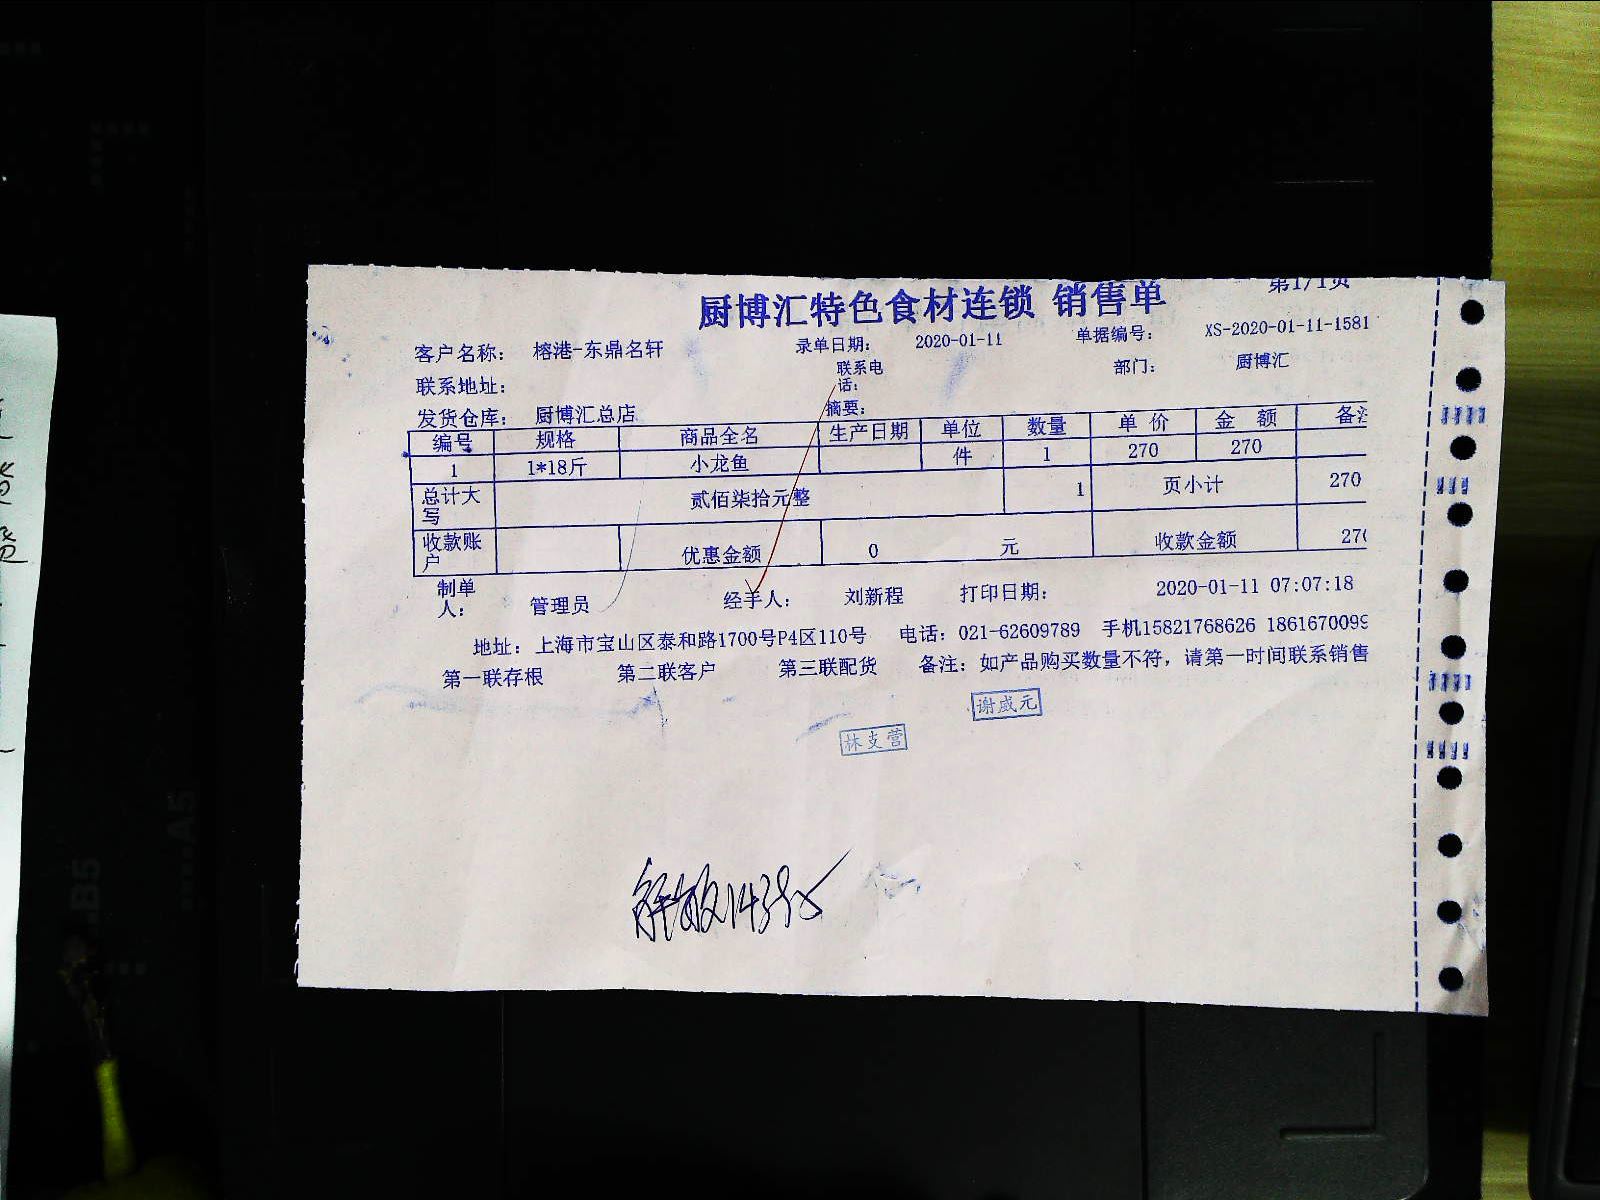 第1/1页
厨博汇特色食材连锁 销售单
客户名称： 榕港-东鼎名轩 录单日期： 2020-01-11 单据编号： XS-2020-01-11-1581
联系地址： 联系电话： 部门： 厨博汇
发货仓库： 厨博汇总店 摘要：
编号 规格 商品全名 生产日期 单位 数量 单 价 金 额 备注
1 1*18斤 小龙鱼 件 1 270 270
总计大写 贰佰柒拾元整 1 页小计 270
收款账户 优惠金额 0 元 收款金额 270
制单人： 管理员 经手人： 刘新程 打印日期： 2020-01-11 07:07:18
地址：上海市宝山区泰和路1700号P4区110号 电话：021-62609789 手机15821768626 1861670099
第一联存根 第二联客户 第三联配货 备注：如产品购买数量不符，请第一时间联系销售
谢成元
林支营
B5
A5